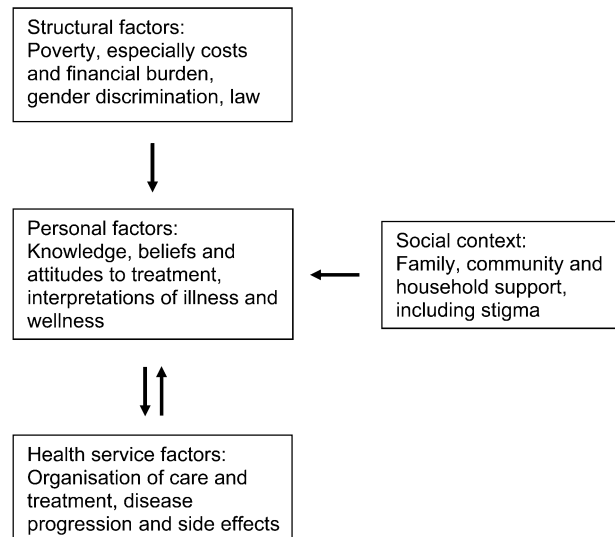 Structural factors:
Poverty, especially costs
and financial burden,
gender discrimination, law
Personal factors:
Knowledge, beliefs and
attitudes to treatment,
interpretations of illness and
wellness
Social context:
Family, community and
household support,
including stigma
Health service factors:
Organisation of care and
treatment, disease
progression and side effects